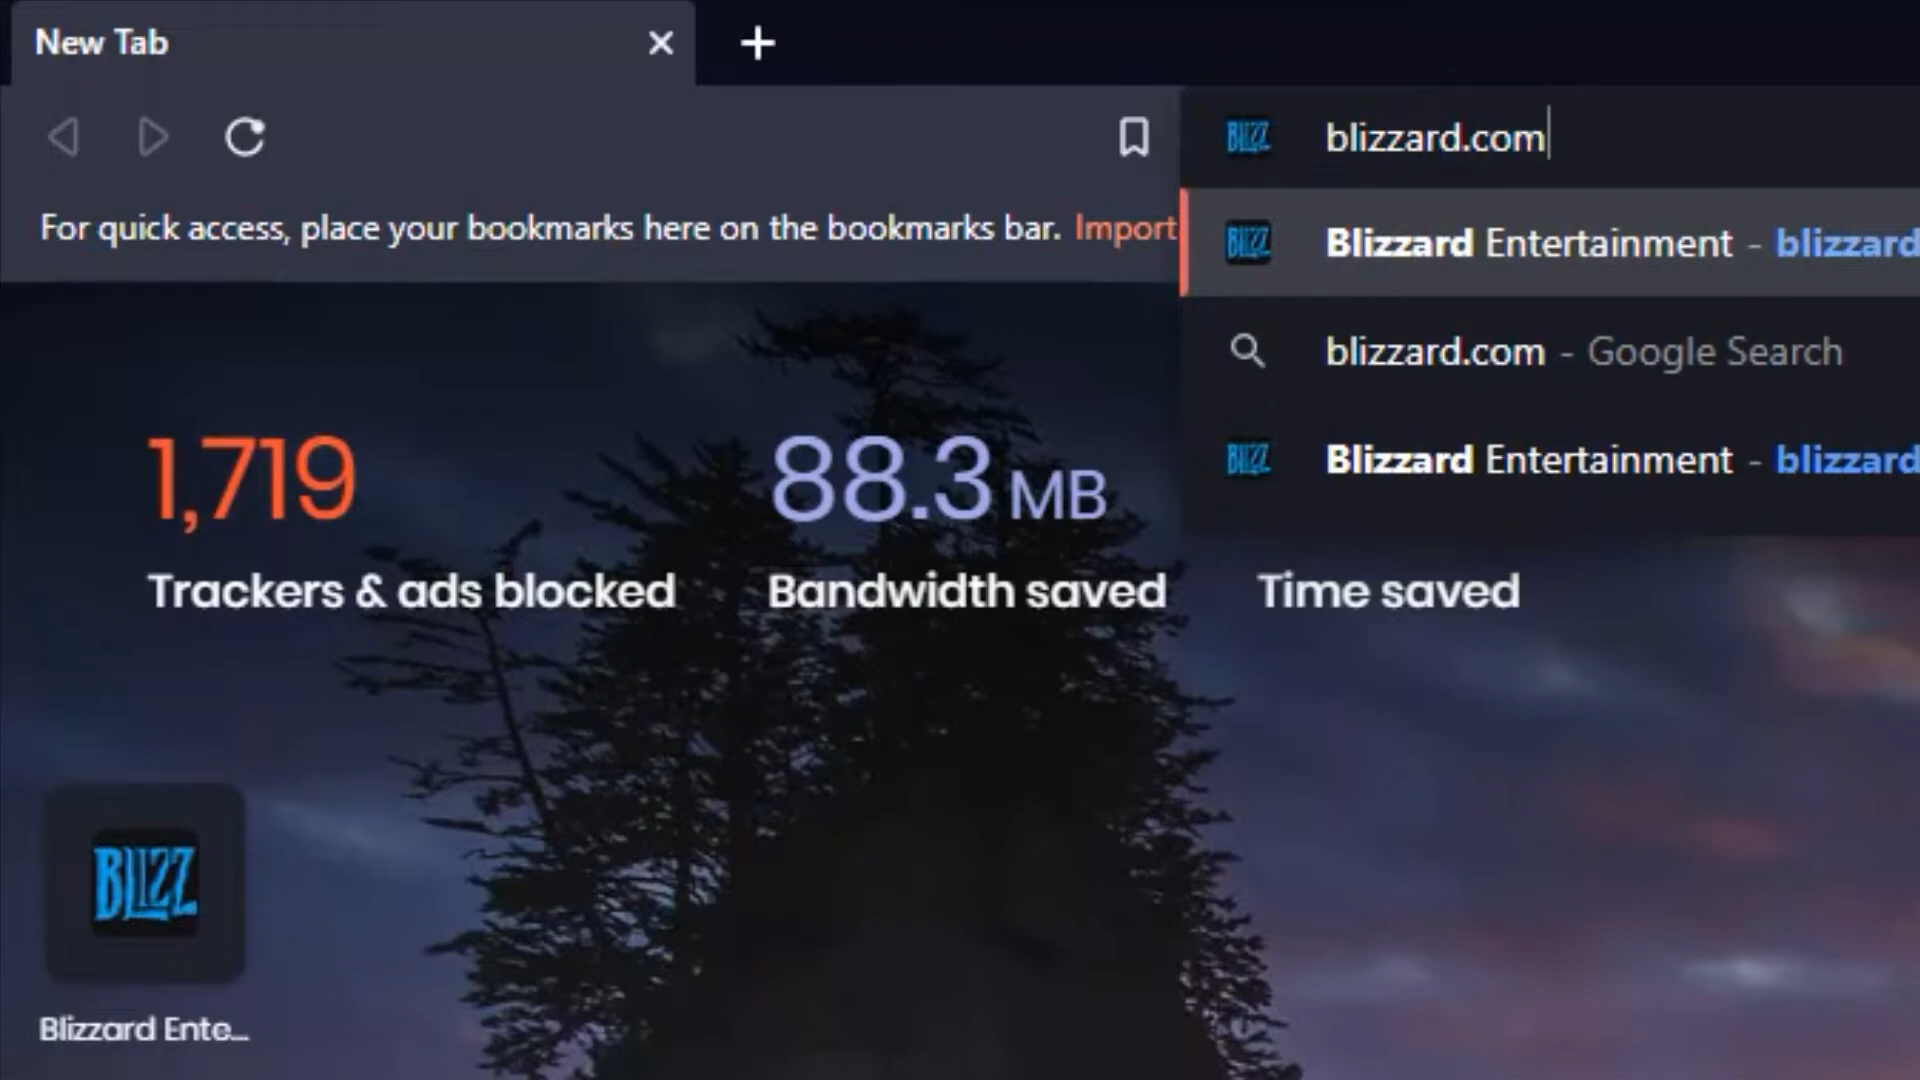 New Tab
BLIZZ blizzard.com
For quick access, place your bookmarks here on the bookmarks bar. Import
BLIZZ Blizzard Entertainment - blizzard
blizzard.com - Google Search
BLIZZ Blizzard Entertainment - blizzard
1,719
Trackers & ads blocked
88.3 MB
Bandwidth saved
Time saved
BLIZZ
Blizzard Ente...